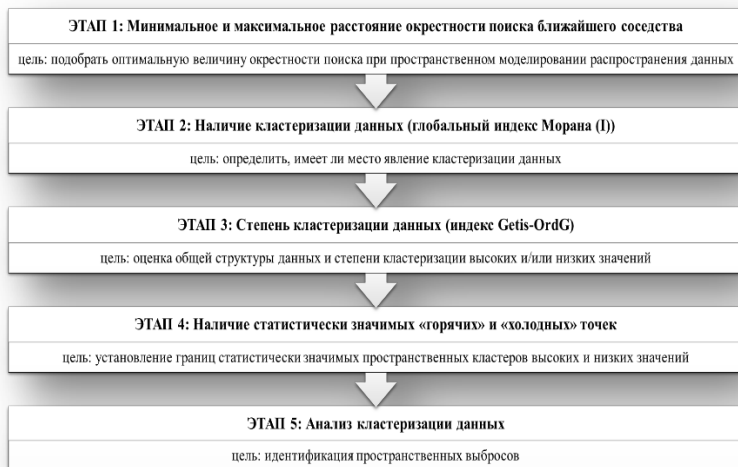 ЭТАП 1: Минимальное и максимальное расстояние окрестности поиска ближайшего соседства
цель: подобрать оптимальную величину окрестности поиска при пространственном моделировании распространения данных
ЭТАП 2: Наличие кластеризации данных (глобальный индекс Морана (I))
цель: определить, имеет ли место явление кластеризации данных
ЭТАП 3: Степень кластеризации данных (индекс Getis-OrdG)
цель: оценка общей структуры данных и степени кластеризации высоких и/или низких значений
ЭТАП 4: Наличие статистически значимых «горячих» и «холодных» точек
цель: установление границ статистически значимых пространственных кластеров высоких и низких значений
ЭТАП 5: Анализ кластеризации данных
цель: идентификация пространственных выбросов